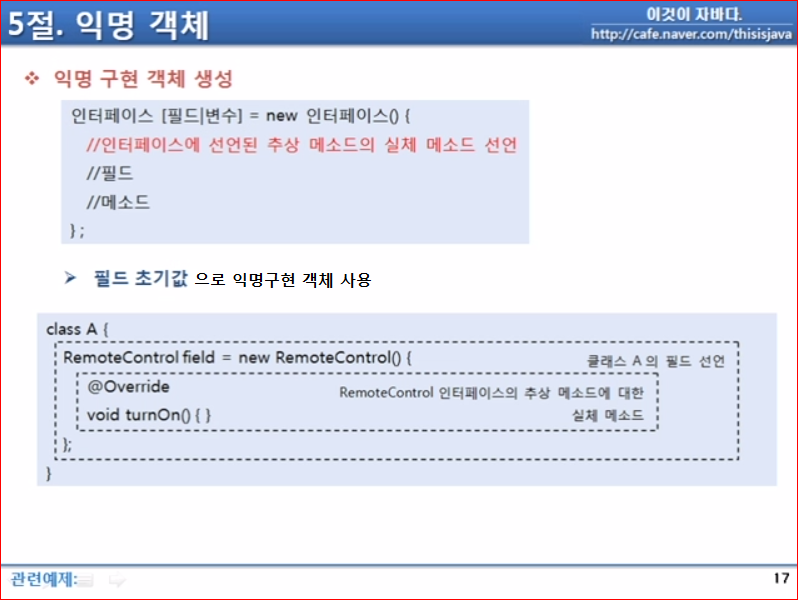 5절. 익명 객체
이것이 자바다.
http://cafe.naver.com/thisisjava
❖ 익명 구현 객체 생성
인터페이스 [필드|변수] = new 인터페이스() {
//인터페이스에 선언된 추상 메소드의 실체 메소드 선언
//필드
//메소드
} ;
➢ 필드 초기값 으로 익명구현 객체 사용
class A {
RemoteControl field = new RemoteControl() {
클래스 A 의 필드 선언
@Override
RemoteControl 인터페이스의 추상 메소드에 대한
void turnOn() { }
실체 메소드
};
}
관련예제:
17